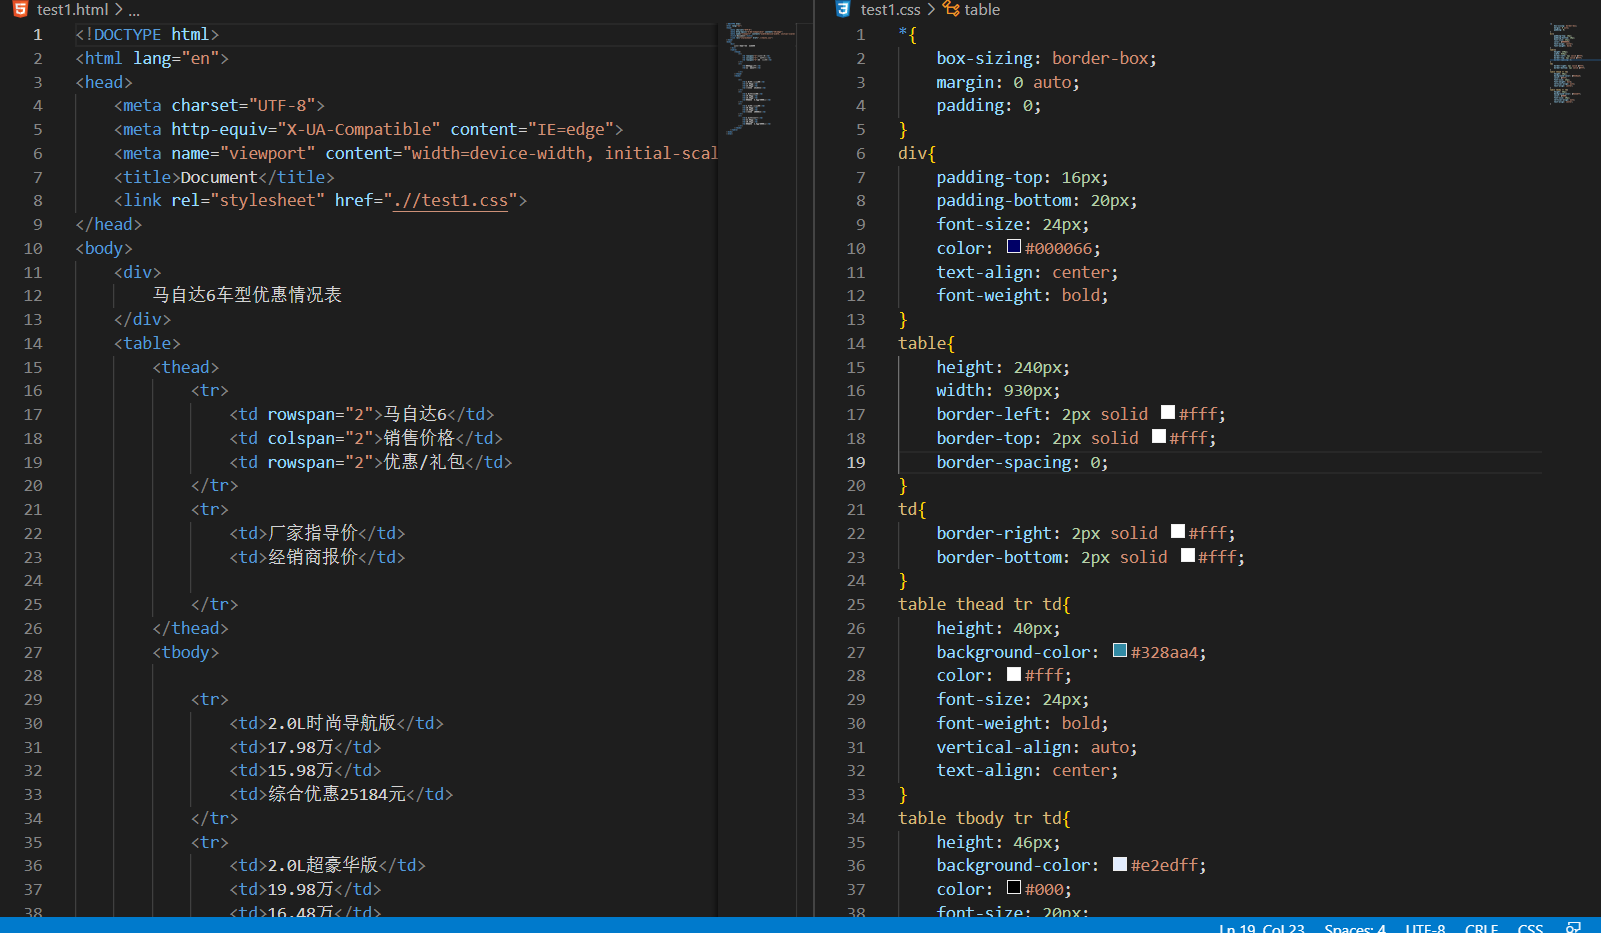 test1.html > ...
1 <!DOCTYPE html>
2 <html lang="en">
3 <head>
4 <meta charset="UTF-8">
5 <meta http-equiv="X-UA-Compatible" content="IE=edge">
6 <meta name="viewport" content="width=device-width, initial-scal
7 <title>Document</title>
8 <link rel="stylesheet" href=".//test1.css">
9 </head>
10 <body>
11 <div>
12 马自达6车型优惠情况表
13 </div>
14 <table>
15 <thead>
16 <tr>
17 <td rowspan="2">马自达6</td>
18 <td colspan="2">销售价格</td>
19 <td rowspan="2">优惠/礼包</td>
20 </tr>
21 <tr>
22 <td>厂家指导价</td>
23 <td>经销商报价</td>
24
25 </tr>
26 </thead>
27 <tbody>
28
29 <tr>
30 <td>2.0L时尚导航版</td>
31 <td>17.98万</td>
32 <td>15.98万</td>
33 <td>综合优惠25184元</td>
34 </tr>
35 <tr>
36 <td>2.0L超豪华版</td>
37 <td>19.98万</td>
38 <td>16.48万</td>
test1.css > table
1 *{
2 box-sizing: border-box;
3 margin: 0 auto;
4 padding: 0;
5 }
6 div{
7 padding-top: 16px;
8 padding-bottom: 20px;
9 font-size: 24px;
10 color: #000066;
11 text-align: center;
12 font-weight: bold;
13 }
14 table{
15 height: 240px;
16 width: 930px;
17 border-left: 2px solid #fff;
18 border-top: 2px solid #fff;
19 border-spacing: 0;
20 }
21 td{
22 border-right: 2px solid #fff;
23 border-bottom: 2px solid #fff;
24 }
25 table thead tr td{
26 height: 40px;
27 background-color: #328aa4;
28 color: #fff;
29 font-size: 24px;
30 font-weight: bold;
31 vertical-align: auto;
32 text-align: center;
33 }
34 table tbody tr td{
35 height: 46px;
36 background-color: #e2edff;
37 color: #000;
38 font-size: 20px;
Ln 19, Col 23 Spaces: 4 UTF-8 CRLF CSS